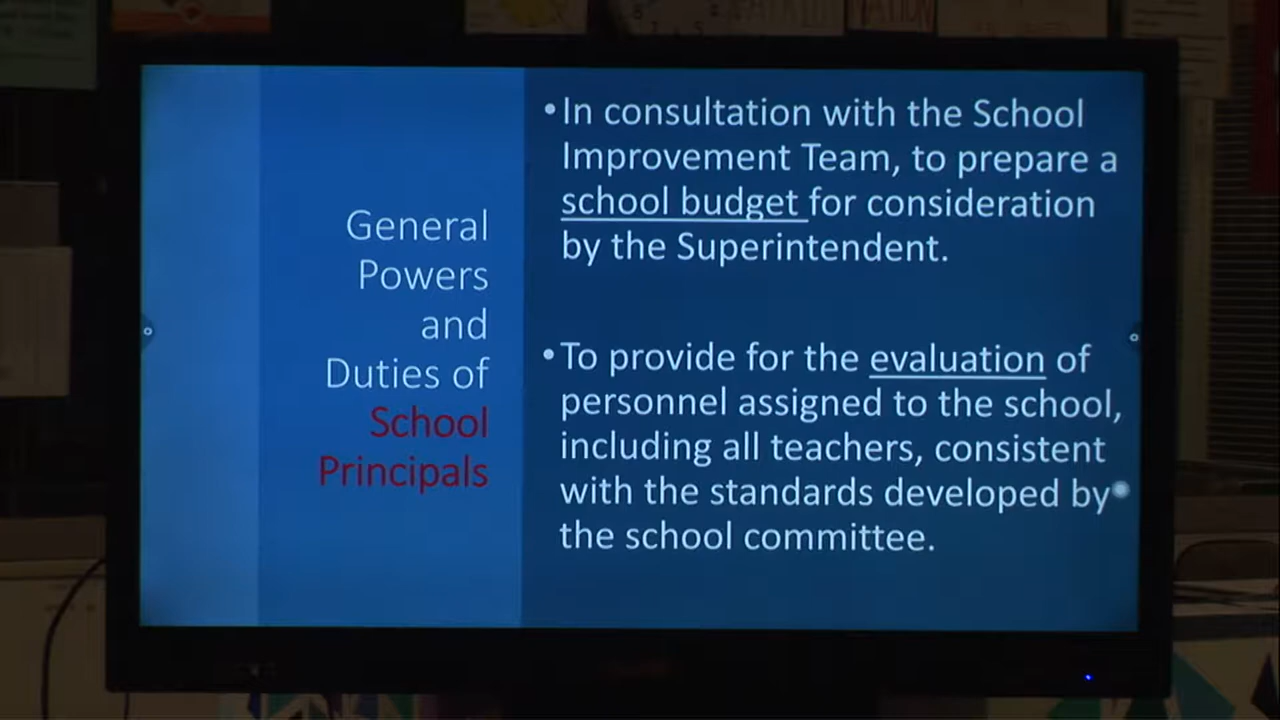 General
Powers
and
Duties of
School
Principals
•In consultation with the School
Improvement Team, to prepare a
school budget for consideration
by the Superintendent.
•To provide for the evaluation of
personnel assigned to the school,
including all teachers, consistent
with the standards developed by
the school committee.